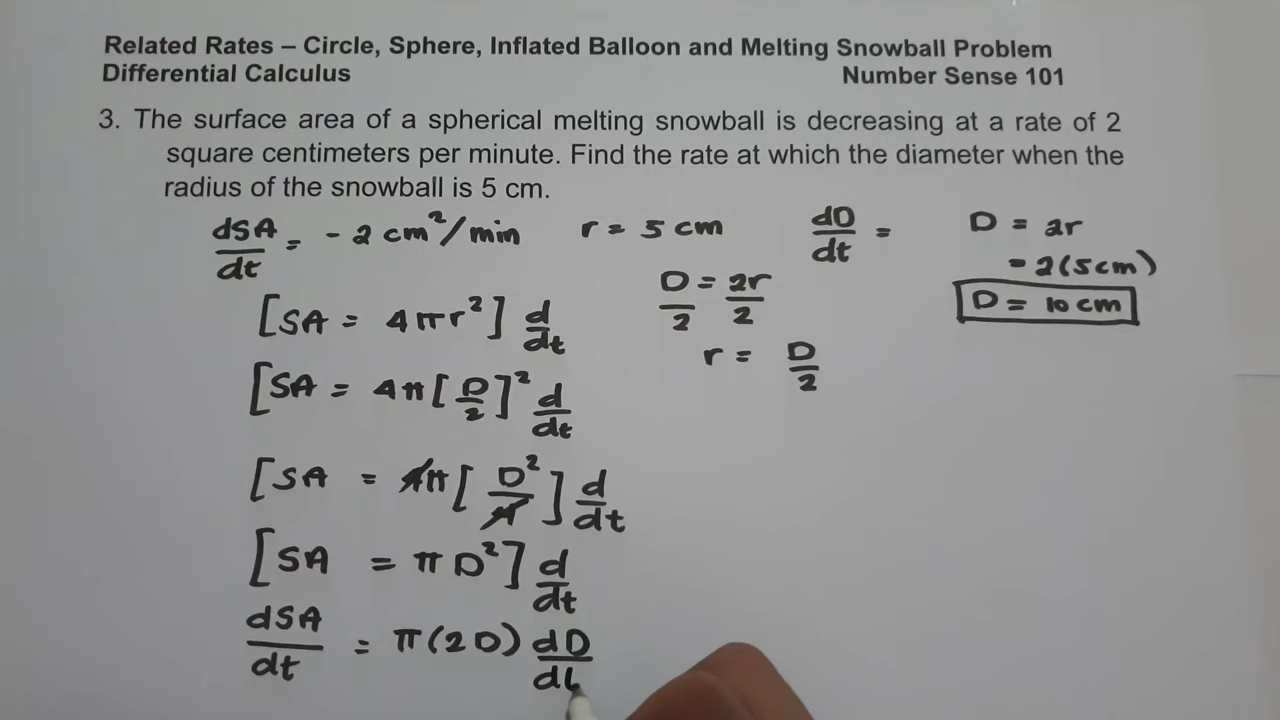 Related Rates – Circle, Sphere, Inflated Balloon and Melting Snowball Problem
Differential Calculus Number Sense 101
3. The surface area of a spherical melting snowball is decreasing at a rate of 2
square centimeters per minute. Find the rate at which the diameter when the
radius of the snowball is 5 cm.
dSA/dt = -2 cm²/min r = 5 cm dD/dt = D = 2r
= 2(5cm)
D = 10 cm
D/2 = 2r/2
r = D/2
[SA = 4πr²] d/dt
[SA = 4π[D/2]² d/dt
[SA = 4π[D²/4] d/dt
[SA = πD²] d/dt
dSA/dt = π(2D) dD/dt